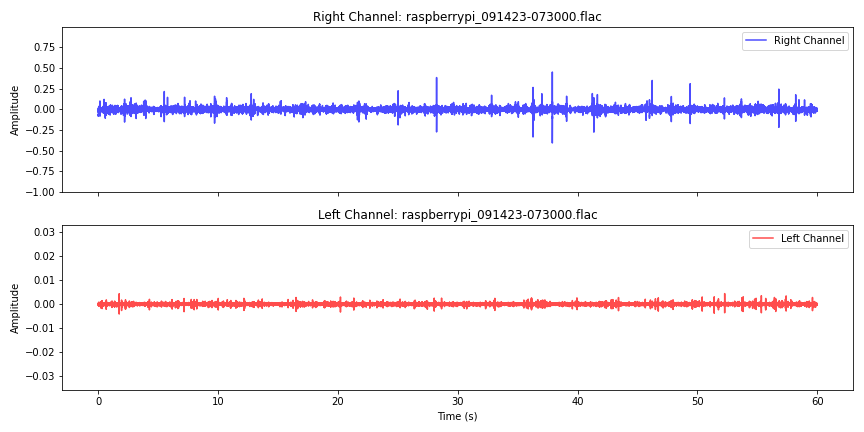 Right Channel: raspberrypi_091423-073000.flac
Right Channel
Amplitude
0.75
0.50
0.25
0.00
−0.25
−0.50
−0.75
−1.00
Left Channel: raspberrypi_091423-073000.flac
Left Channel
Amplitude
0.03
0.02
0.01
0.00
−0.01
−0.02
−0.03
0 10 20 30 40 50 60
Time (s)